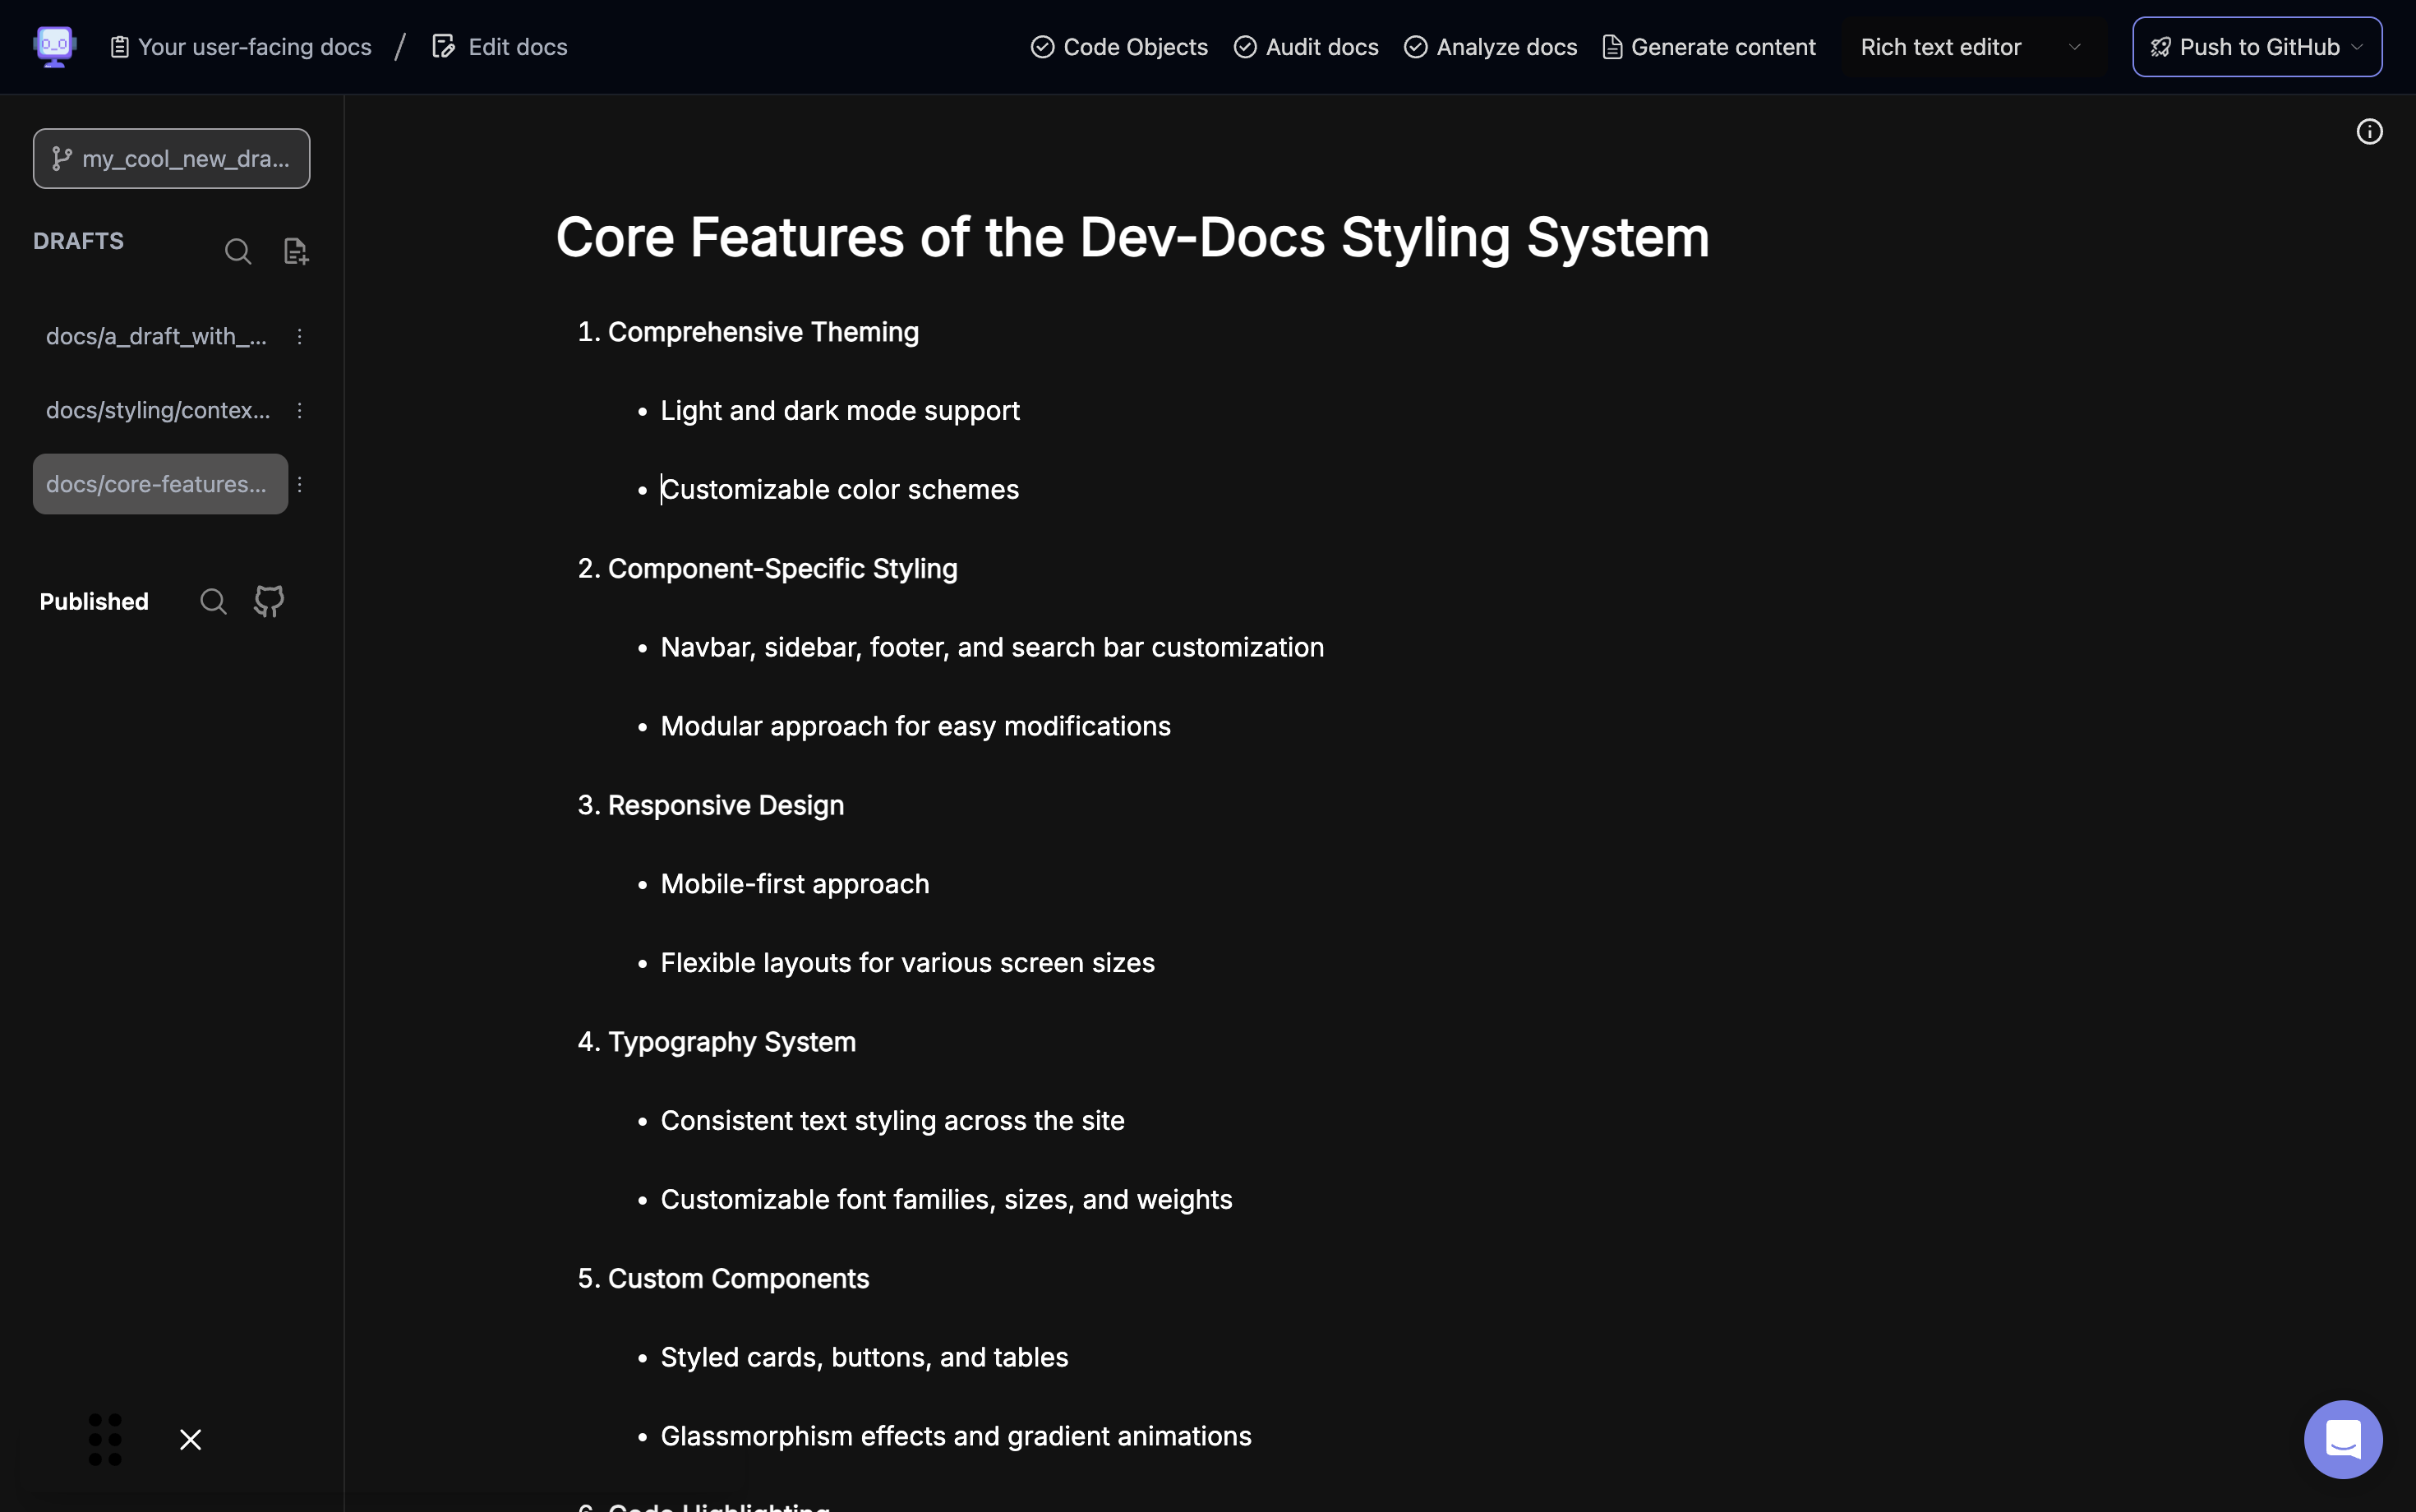 Your user-facing docs / Edit docs
Code Objects Audit docs Analyze docs Generate content Rich text editor Push to GitHub
my_cool_new_dra...
DRAFTS
docs/a_draft_with_...
docs/styling/contex...
docs/core-features...
Published
Core Features of the Dev-Docs Styling System
1. Comprehensive Theming
• Light and dark mode support
• Customizable color schemes
2. Component-Specific Styling
• Navbar, sidebar, footer, and search bar customization
• Modular approach for easy modifications
3. Responsive Design
• Mobile-first approach
• Flexible layouts for various screen sizes
4. Typography System
• Consistent text styling across the site
• Customizable font families, sizes, and weights
5. Custom Components
• Styled cards, buttons, and tables
• Glassmorphism effects and gradient animations
6. Code Highlighting